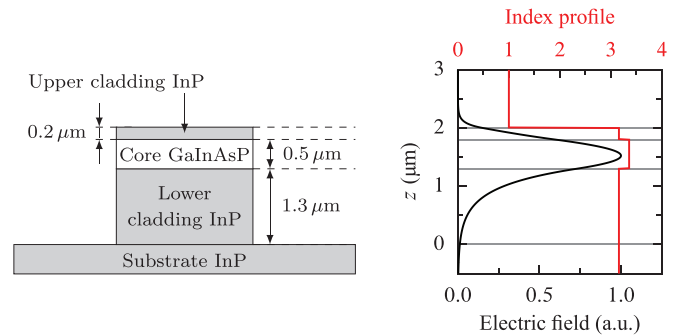 Upper cladding InP
0.2 μm
Core GaInAsP
0.5 μm
Lower
cladding InP
1.3 μm
Substrate InP
Index profile
0 1 2 3 4
3
2
1
0
z (μm)
0.0 0.5 1.0
Electric field (a.u.)